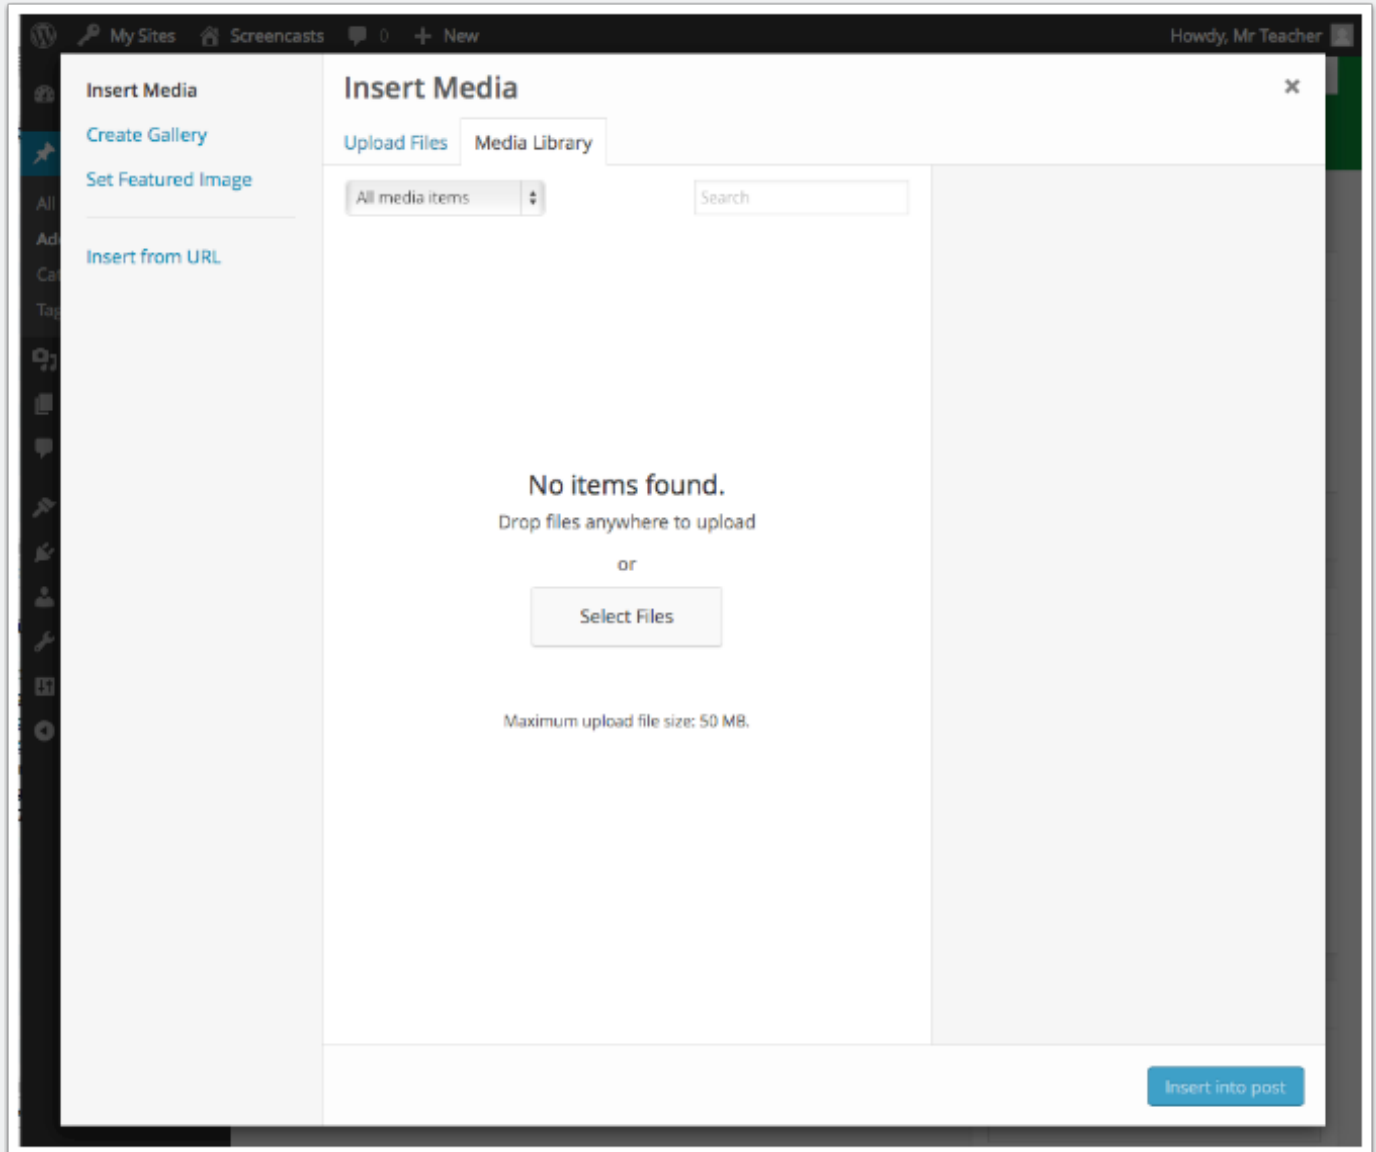 My Sites Screencasts 0 New Howdy, Mr Teacher
Insert Media
Create Gallery
Set Featured Image
Insert from URL
Insert Media
Upload Files Media Library
All media items Search
No items found.
Drop files anywhere to upload
or
Select Files
Maximum upload file size: 50 MB.
Insert into post
All